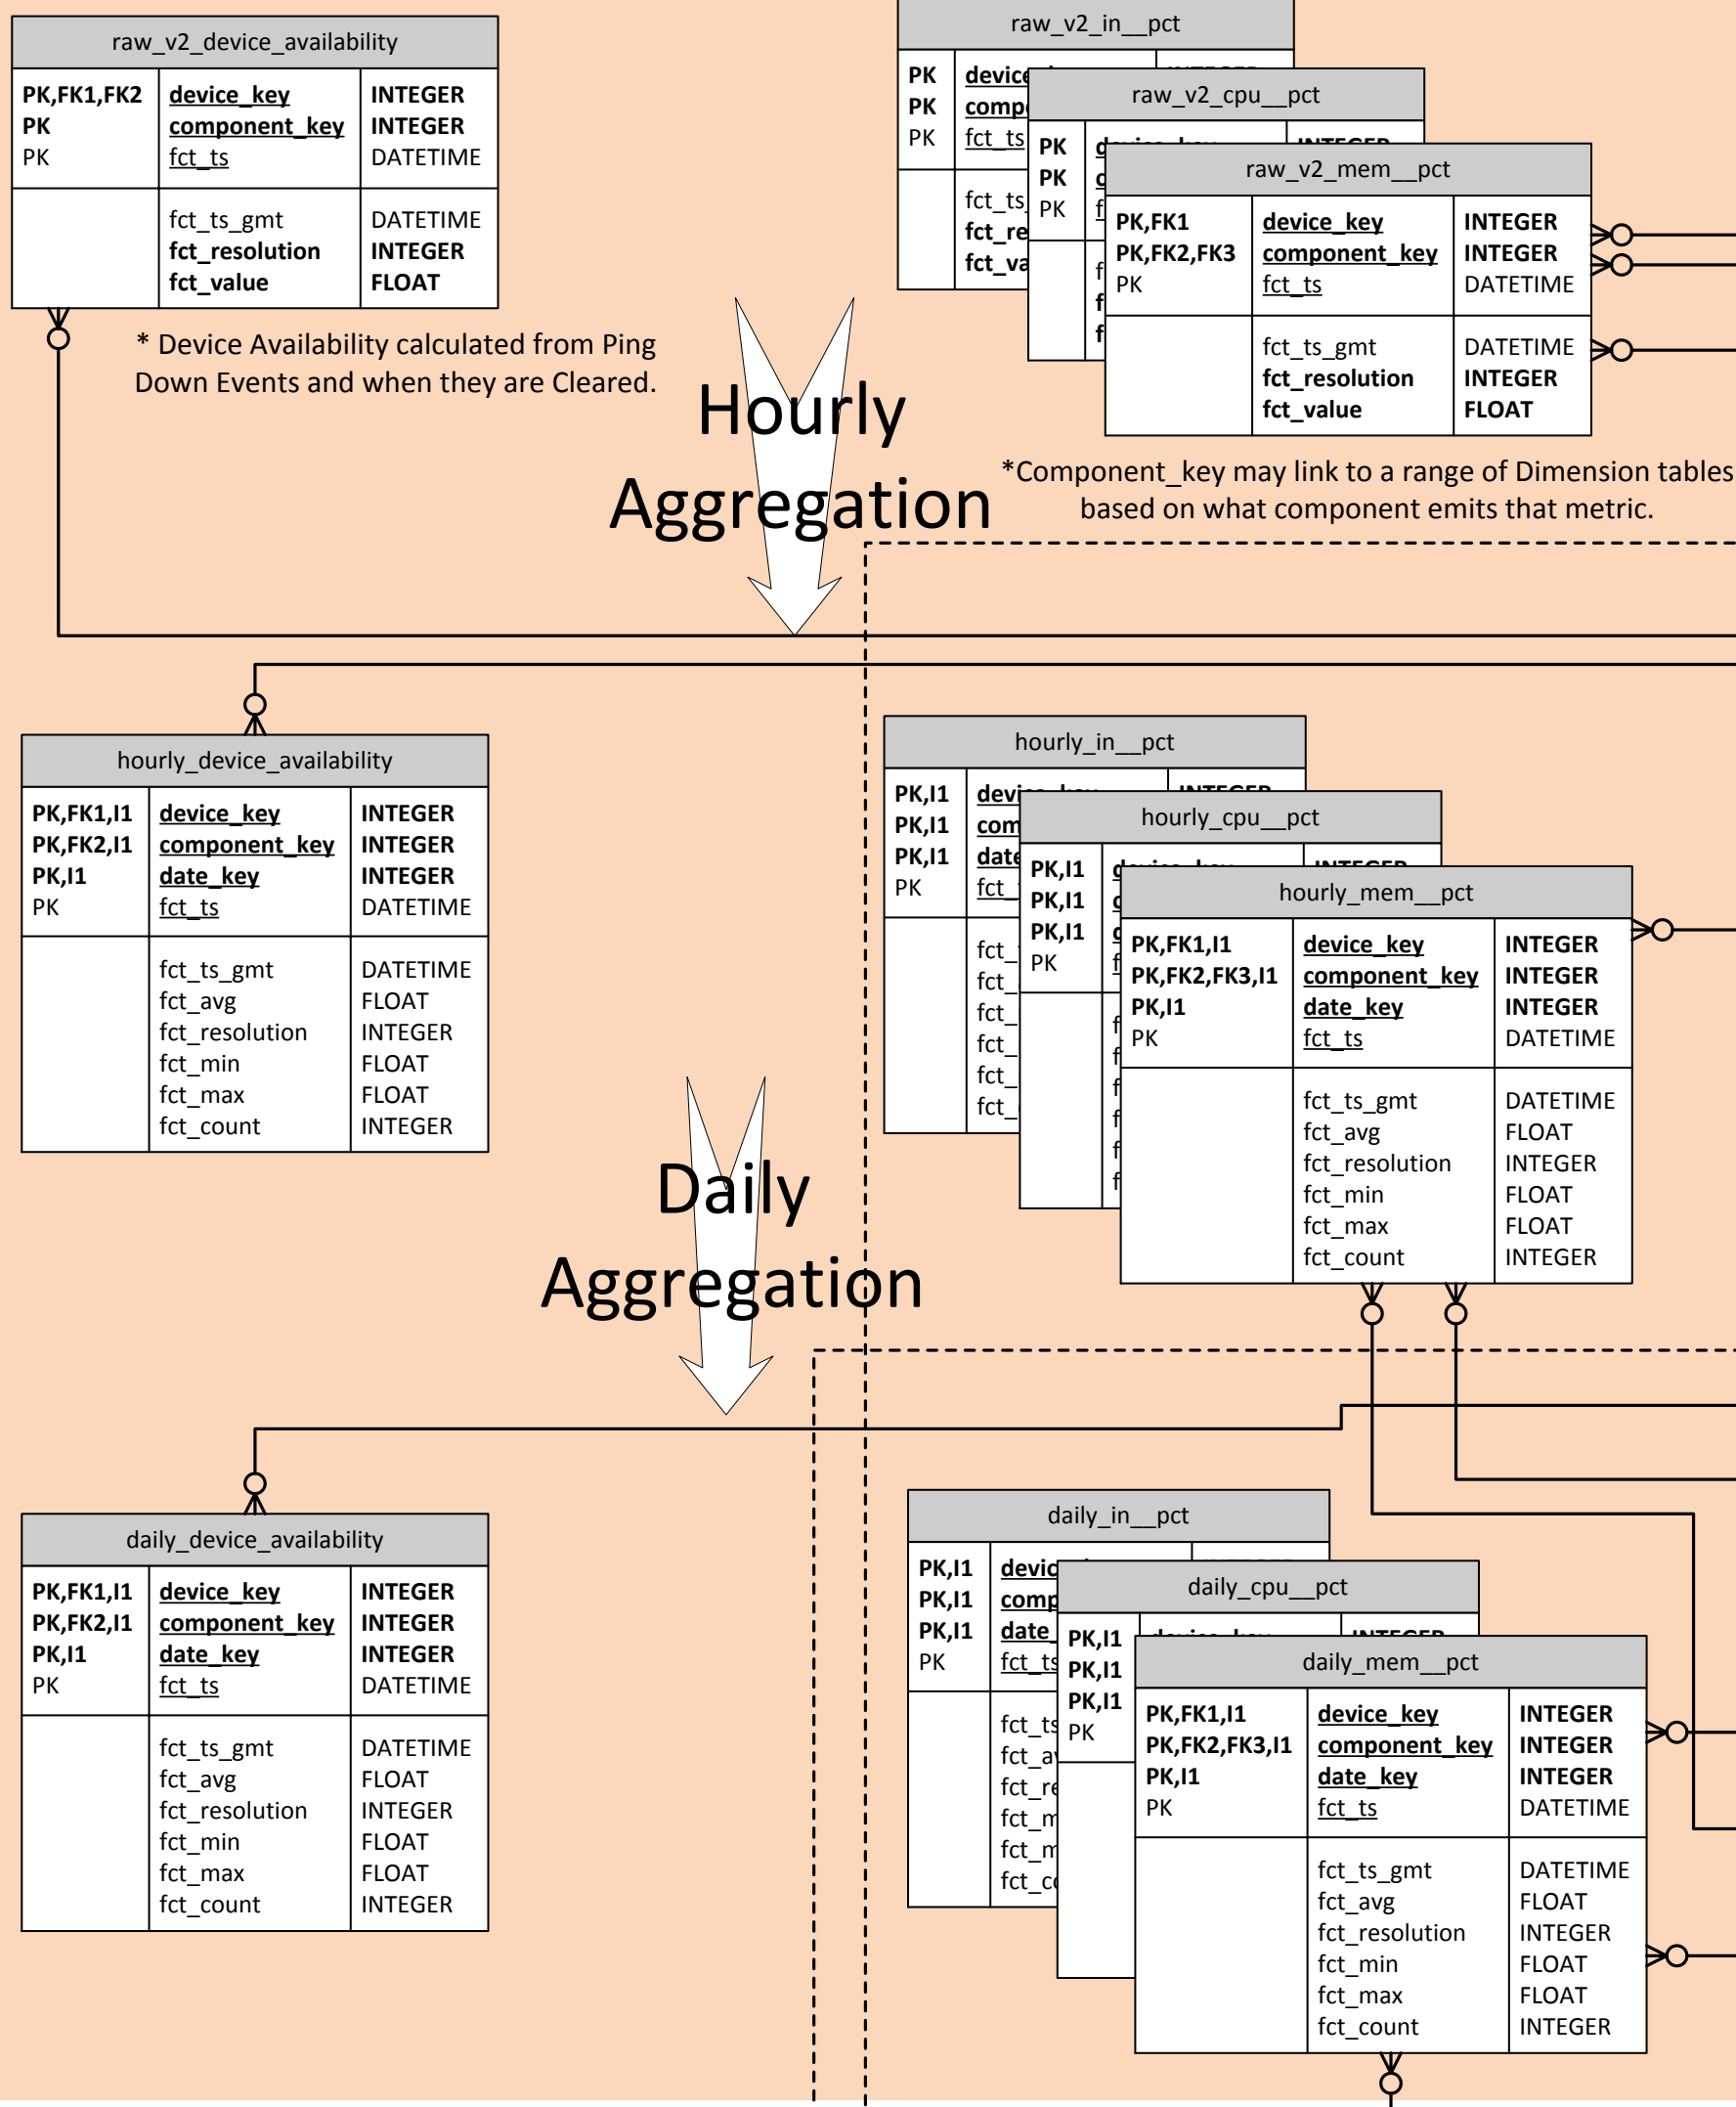 raw_v2_device_availability
PK,FK1,FK2 device_key INTEGER
PK component_key INTEGER
PK fct_ts DATETIME
fct_ts_gmt DATETIME
fct_resolution INTEGER
fct_value FLOAT
* Device Availability calculated from Ping
Down Events and when they are Cleared.
raw_v2_in__pct
PK
PK
PK fct_ts
raw_v2_cpu__pct
PK
PK
PK
raw_v2_mem__pct
PK,FK1 device_key INTEGER
PK,FK2,FK3 component_key INTEGER
PK fct_ts DATETIME
fct_ts_gmt DATETIME
fct_resolution INTEGER
fct_value FLOAT
*Component_key may link to a range of Dimension tables
based on what component emits that metric.
Hourly
Aggregation
hourly_device_availability
PK,FK1,I1 device_key INTEGER
PK,FK2,I1 component_key INTEGER
PK,I1 date_key INTEGER
PK fct_ts DATETIME
fct_ts_gmt DATETIME
fct_avg FLOAT
fct_resolution INTEGER
fct_min FLOAT
fct_max FLOAT
fct_count INTEGER
hourly_in__pct
PK,I1
PK,I1
PK,I1
PK
hourly_cpu__pct
PK,I1
PK,I1
PK,I1
PK
hourly_mem__pct
PK,FK1,I1 device_key INTEGER
PK,FK2,FK3,I1 component_key INTEGER
PK,I1 date_key INTEGER
PK fct_ts DATETIME
fct_ts_gmt DATETIME
fct_avg FLOAT
fct_resolution INTEGER
fct_min FLOAT
fct_max FLOAT
fct_count INTEGER
Daily
Aggregation
daily_device_availability
PK,FK1,I1 device_key INTEGER
PK,FK2,I1 component_key INTEGER
PK,I1 date_key INTEGER
PK fct_ts DATETIME
fct_ts_gmt DATETIME
fct_avg FLOAT
fct_resolution INTEGER
fct_min FLOAT
fct_max FLOAT
fct_count INTEGER
daily_in__pct
PK,I1
PK,I1
PK,I1
PK fct_ts
daily_cpu__pct
PK,I1
PK,I1
PK,I1
PK
daily_mem__pct
PK,FK1,I1 device_key INTEGER
PK,FK2,FK3,I1 component_key INTEGER
PK,I1 date_key INTEGER
PK fct_ts DATETIME
fct_ts_gmt DATETIME
fct_avg FLOAT
fct_resolution INTEGER
fct_min FLOAT
fct_max FLOAT
fct_count INTEGER